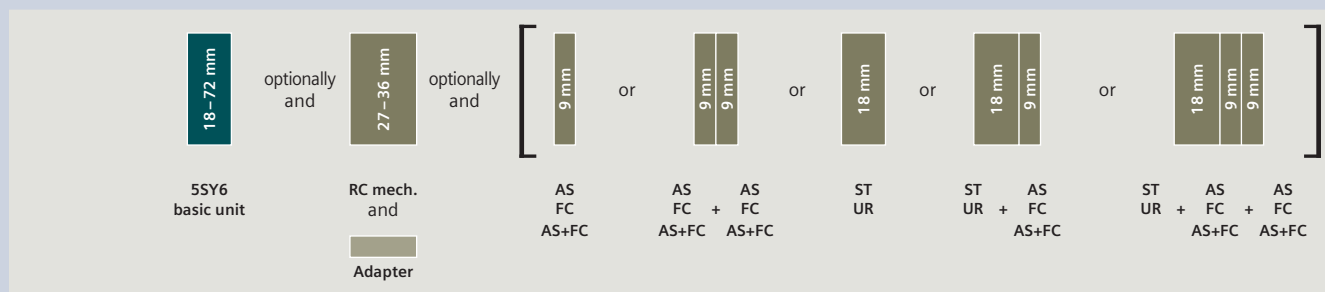 18–72 mm
optionally
and
27–36 mm
optionally
and
9 mm
or
9 mm
9 mm
or
18 mm
or
18 mm
9 mm
or
18 mm
9 mm
9 mm
5SY6
basic unit
RC mech.
and
Adapter
AS
FC
AS+FC
AS
FC
AS+FC
+
AS
FC
AS+FC
ST
UR
ST
UR
+
AS
FC
AS+FC
ST
UR
+
AS
FC
AS+FC
+
AS
FC
AS+FC